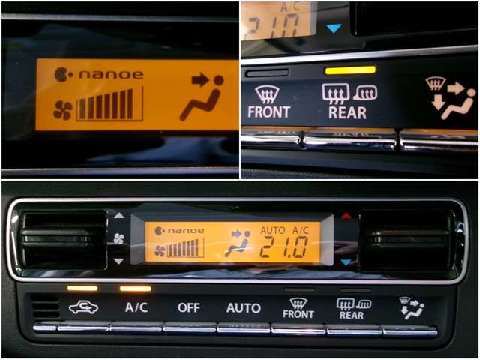 nanoe
A/C
21.0
FRONT REAR
nanoe AUTO A/C
21.0
A/C OFF AUTO FRONT REAR